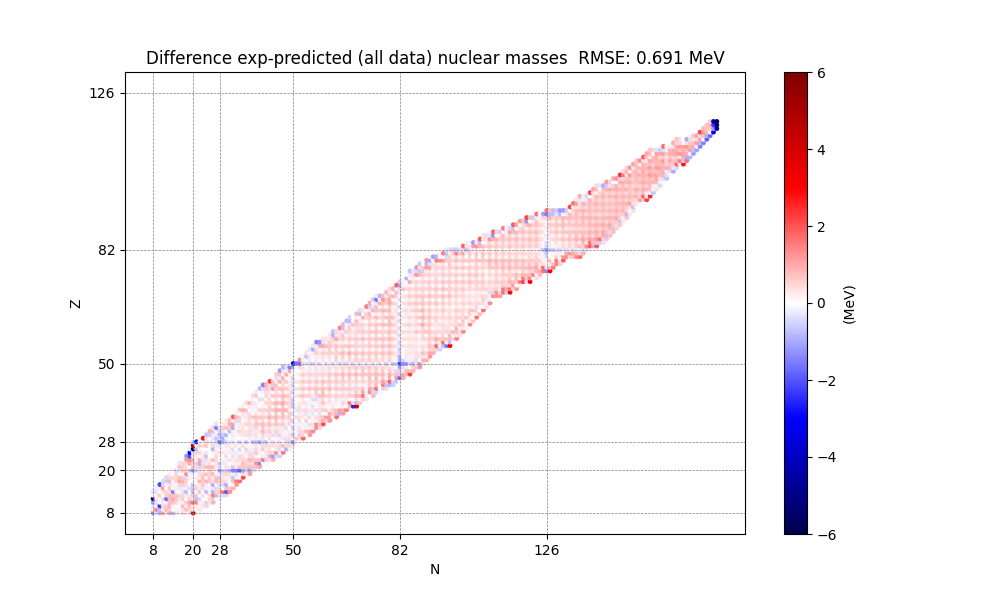 Difference exp-predicted (all data) nuclear masses  RMSE: 0.691 MeV
126
82
50
28
20
8
Z
8 20 28 50 82 126
N
6
4
2
0
−2
−4
−6
(MeV)